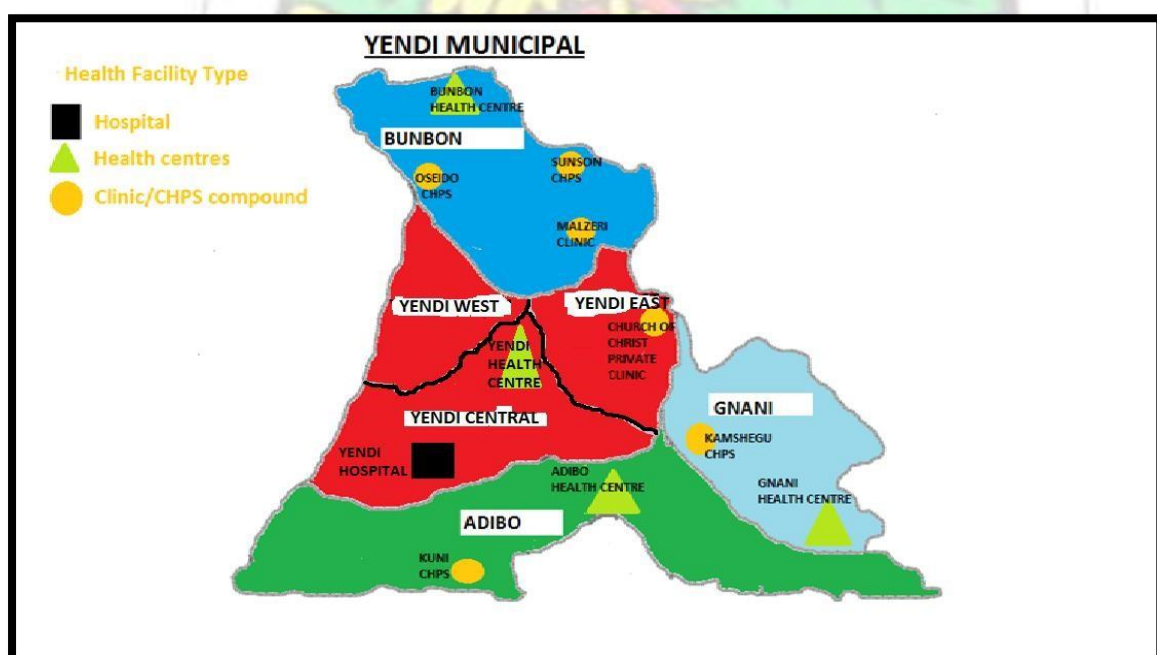 YENDI MUNICIPAL
Health Facility Type
Hospital
Health centres
Clinic/CHPS compound
BUNBON
HEALTH CENTRE
BUNBON
OSEIDO
CHPS
SUNSON
CHPS
MALZERI
CLINIC
YENDI WEST
YENDI EAST
CHURCH OF
CHRIST
PRIVATE
CLINIC
YENDI
HEALTH
CENTRE
YENDI CENTRAL
YENDI
HOSPITAL
GNANI
KAMSHEGU
CHPS
GNANI
HEALTH CENTRE
ADIBO
HEALTH CENTRE
ADIBO
KUNI
CHPS